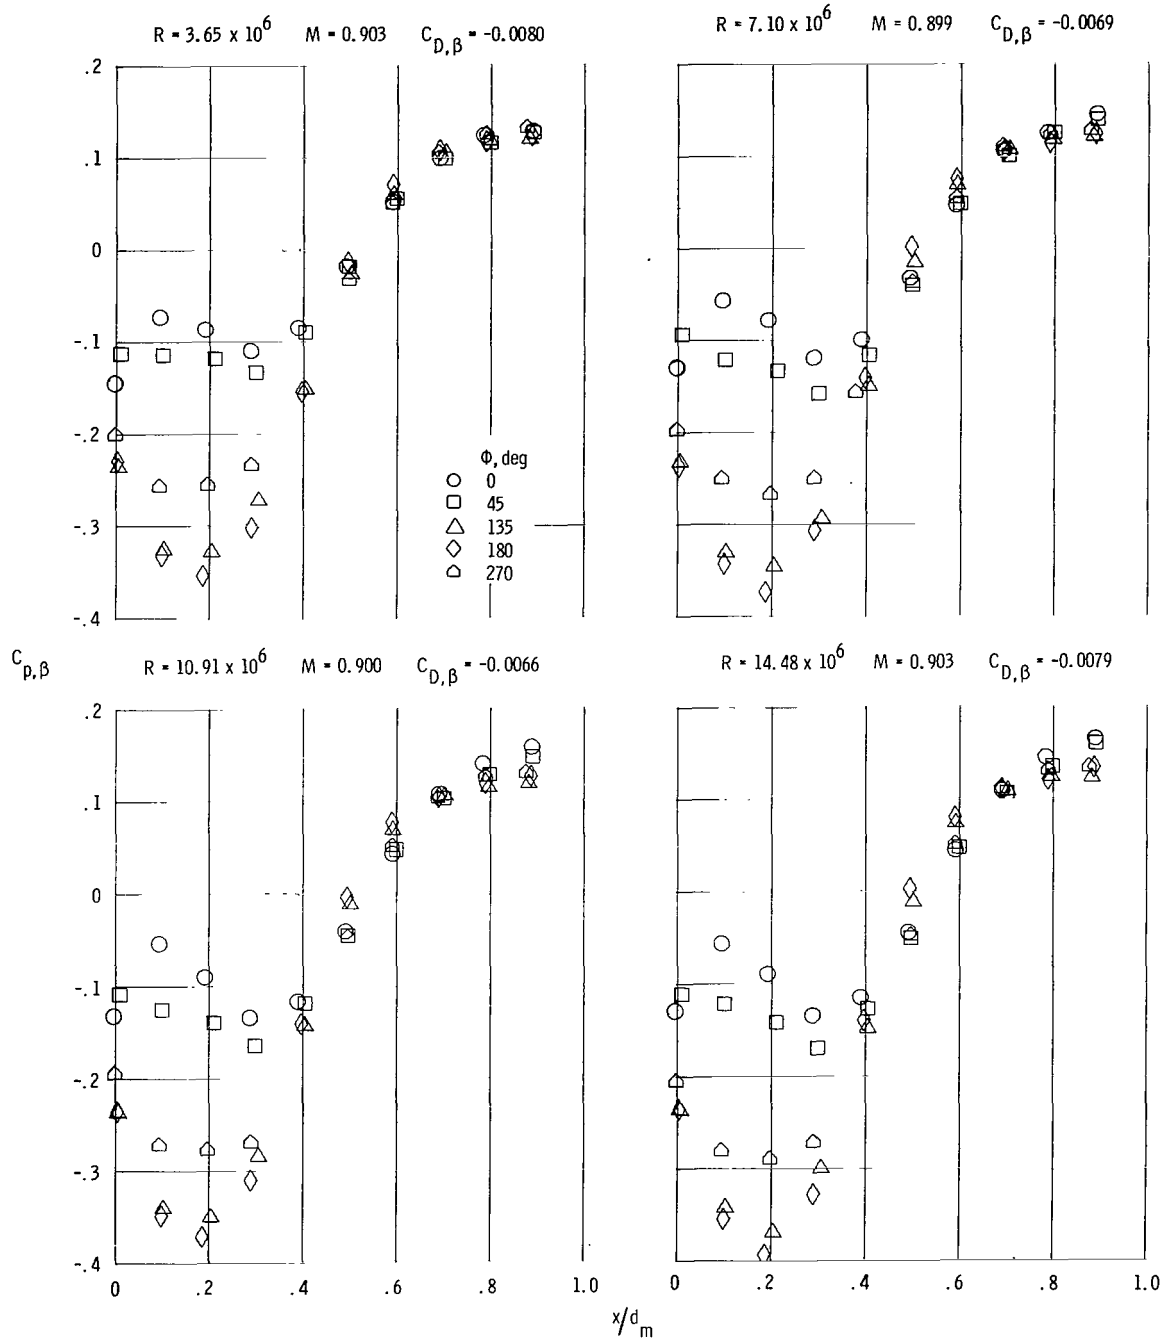 R = 3.65 x 10^6 M = 0.903 C_D,β = -0.0080
R = 7.10 x 10^6 M = 0.899 C_D,β = -0.0069
.2
.1
0
-.1
-.2
-.3
-.4
Φ, deg
0
45
135
180
270
C_p,β
R = 10.91 x 10^6 M = 0.900 C_D,β = -0.0066
R = 14.48 x 10^6 M = 0.903 C_D,β = -0.0079
.2
.1
0
-.1
-.2
-.3
-.4
0 .2 .4 .6 .8 1.0
0 .2 .4 .6 .8 1.0
x/d_m